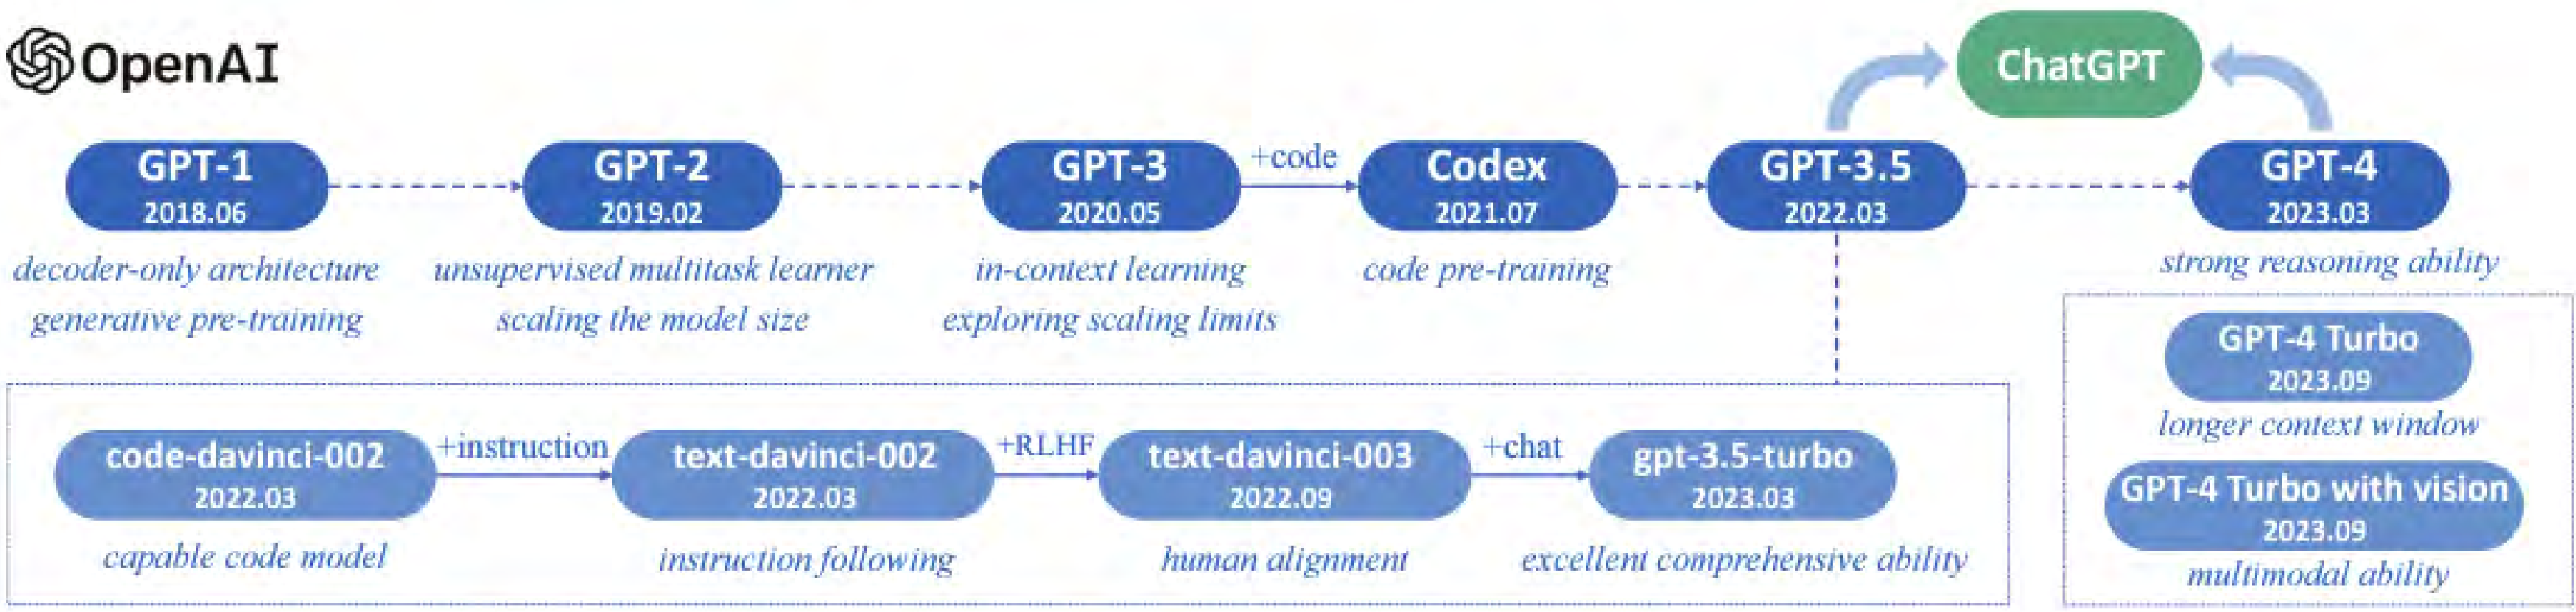 OpenAI
ChatGPT
GPT-1
2018.06
decoder-only architecture
generative pre-training
GPT-2
2019.02
unsupervised multitask learner
scaling the model size
GPT-3
2020.05
in-context learning
exploring scaling limits
+code
Codex
2021.07
code pre-training
GPT-3.5
2022.03
GPT-4
2023.03
strong reasoning ability
code-davinci-002
2022.03
capable code model
+instruction
text-davinci-002
2022.03
instruction following
+RLHF
text-davinci-003
2022.09
human alignment
+chat
gpt-3.5-turbo
2023.03
excellent comprehensive ability
GPT-4 Turbo
2023.09
longer context window
GPT-4 Turbo with vision
2023.09
multimodal ability